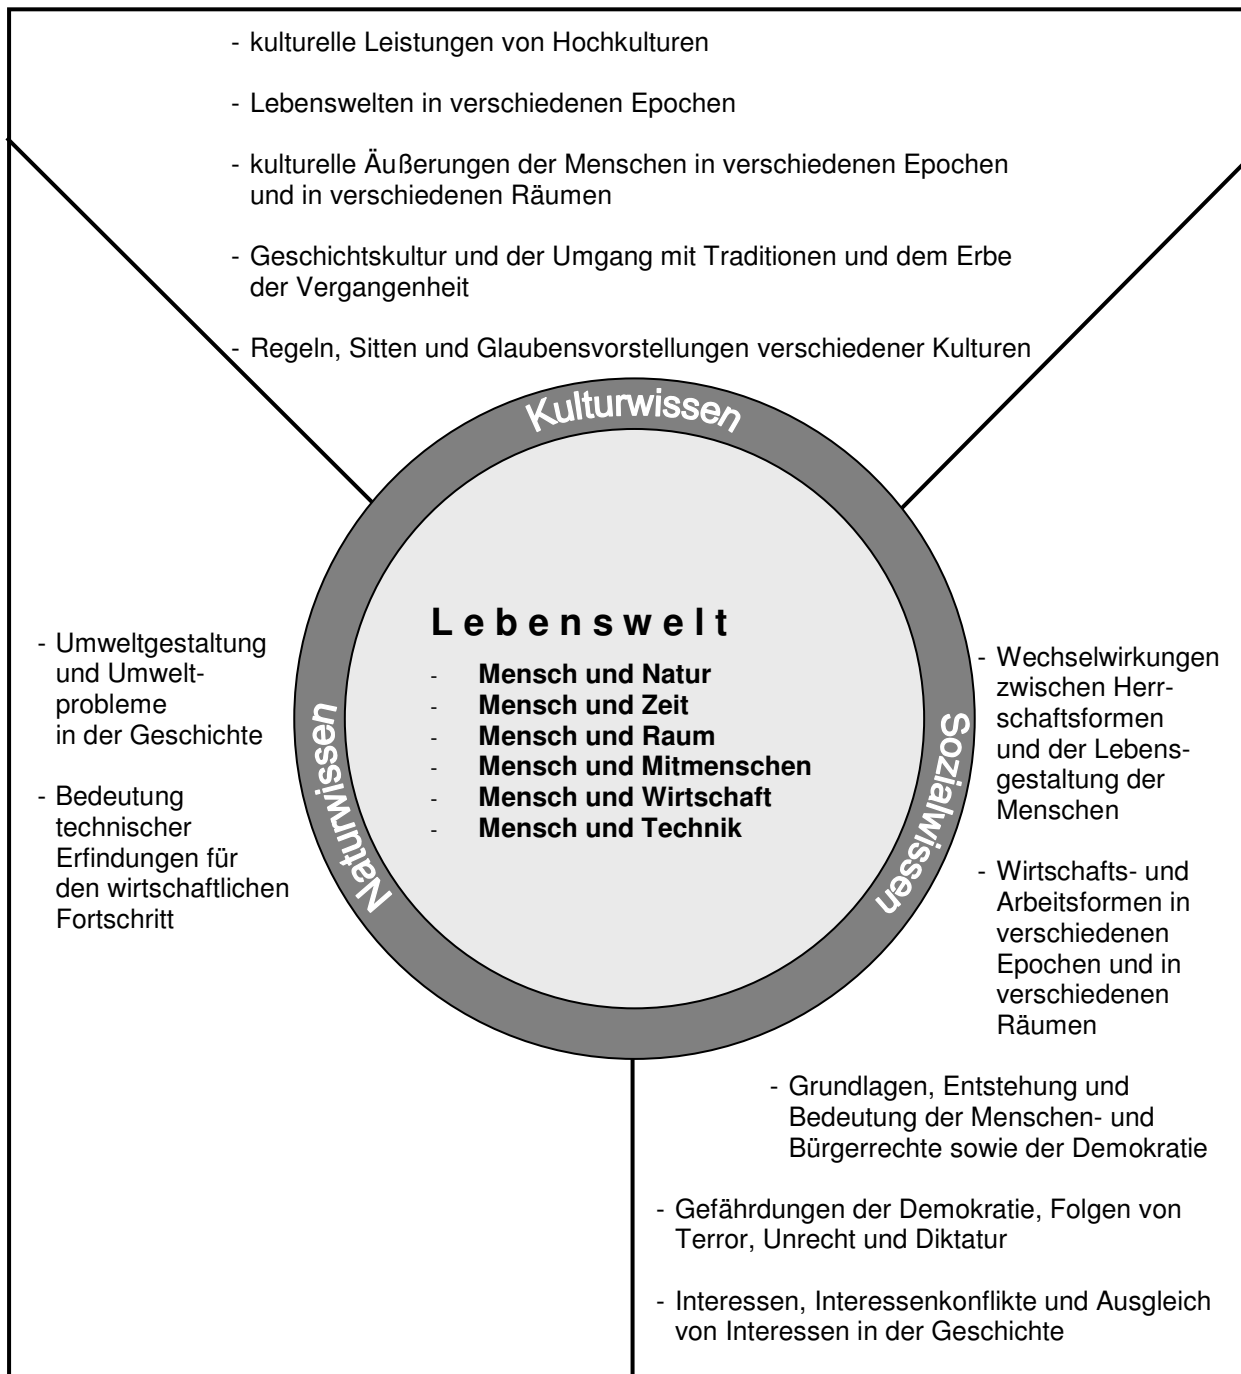 - kulturelle Leistungen von Hochkulturen
- Lebenswelten in verschiedenen Epochen
- kulturelle Äußerungen der Menschen in verschiedenen Epochen
und in verschiedenen Räumen
- Geschichtskultur und der Umgang mit Traditionen und dem Erbe
der Vergangenheit
- Regeln, Sitten und Glaubensvorstellungen verschiedener Kulturen
Kulturwissen
Naturwissen
Sozialwissen
Lebenswelt
- Mensch und Natur
- Mensch und Zeit
- Mensch und Raum
- Mensch und Mitmenschen
- Mensch und Wirtschaft
- Mensch und Technik
- Umweltgestaltung
und Umwelt-
probleme
in der Geschichte
- Bedeutung
technischer
Erfindungen für
den wirtschaftlichen
Fortschritt
- Wechselwirkungen
zwischen Herr-
schaftsformen
und der Lebens-
gestaltung der
Menschen
- Wirtschafts- und
Arbeitsformen in
verschiedenen
Epochen und in
verschiedenen
Räumen
- Grundlagen, Entstehung und
Bedeutung der Menschen- und
Bürgerrechte sowie der Demokratie
- Gefährdungen der Demokratie, Folgen von
Terror, Unrecht und Diktatur
- Interessen, Interessenkonflikte und Ausgleich
von Interessen in der Geschichte